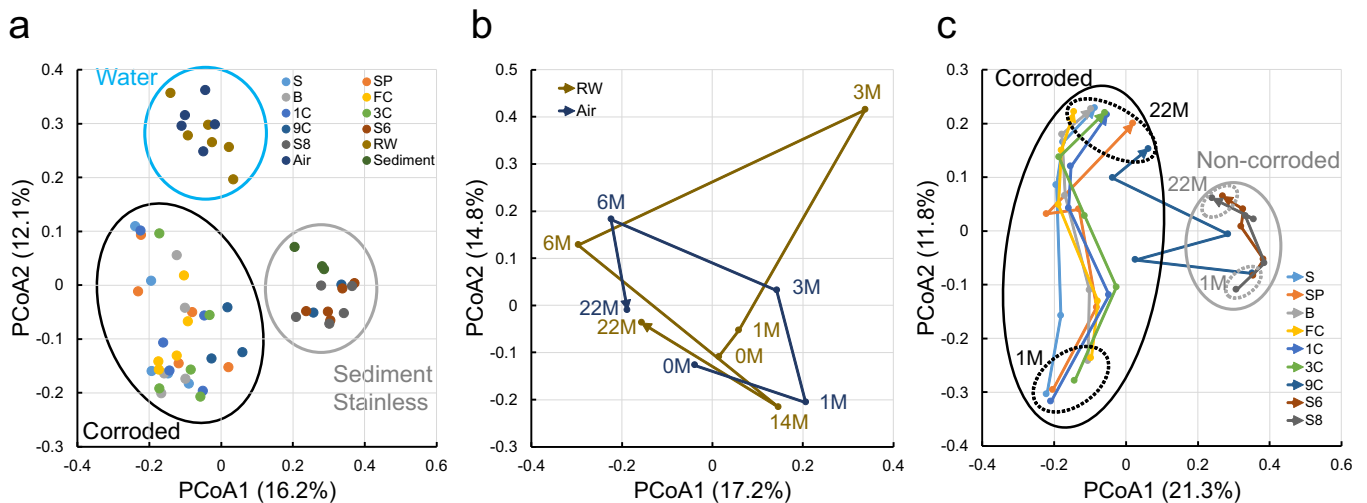 a
0.4
0.3
0.2
0.1
0
-0.1
-0.2
-0.3
-0.4
-0.2
0
0.2
0.4
0.6
PCoA2 (12.1%)
PCoA1 (16.2%)
Water
S
SP
B
FC
1C
3C
9C
S6
S8
RW
Air
Sediment
Sediment
Stainless
Corroded
b
0.5
0.4
0.3
0.2
0.1
0
-0.1
-0.2
-0.3
-0.6
-0.4
-0.2
0
0.2
0.4
0.6
PCoA2 (14.8%)
PCoA1 (17.2%)
RW
Air
3M
6M
6M
3M
22M
22M
1M
0M
0M
1M
14M
c
0.3
0.2
0.1
0
-0.1
-0.2
-0.3
-0.4
-0.4
-0.2
0
0.2
0.4
0.6
PCoA2 (11.8%)
PCoA1 (21.3%)
Corroded
22M
Non-corroded
22M
1M
1M
S
SP
B
FC
1C
3C
9C
S6
S8